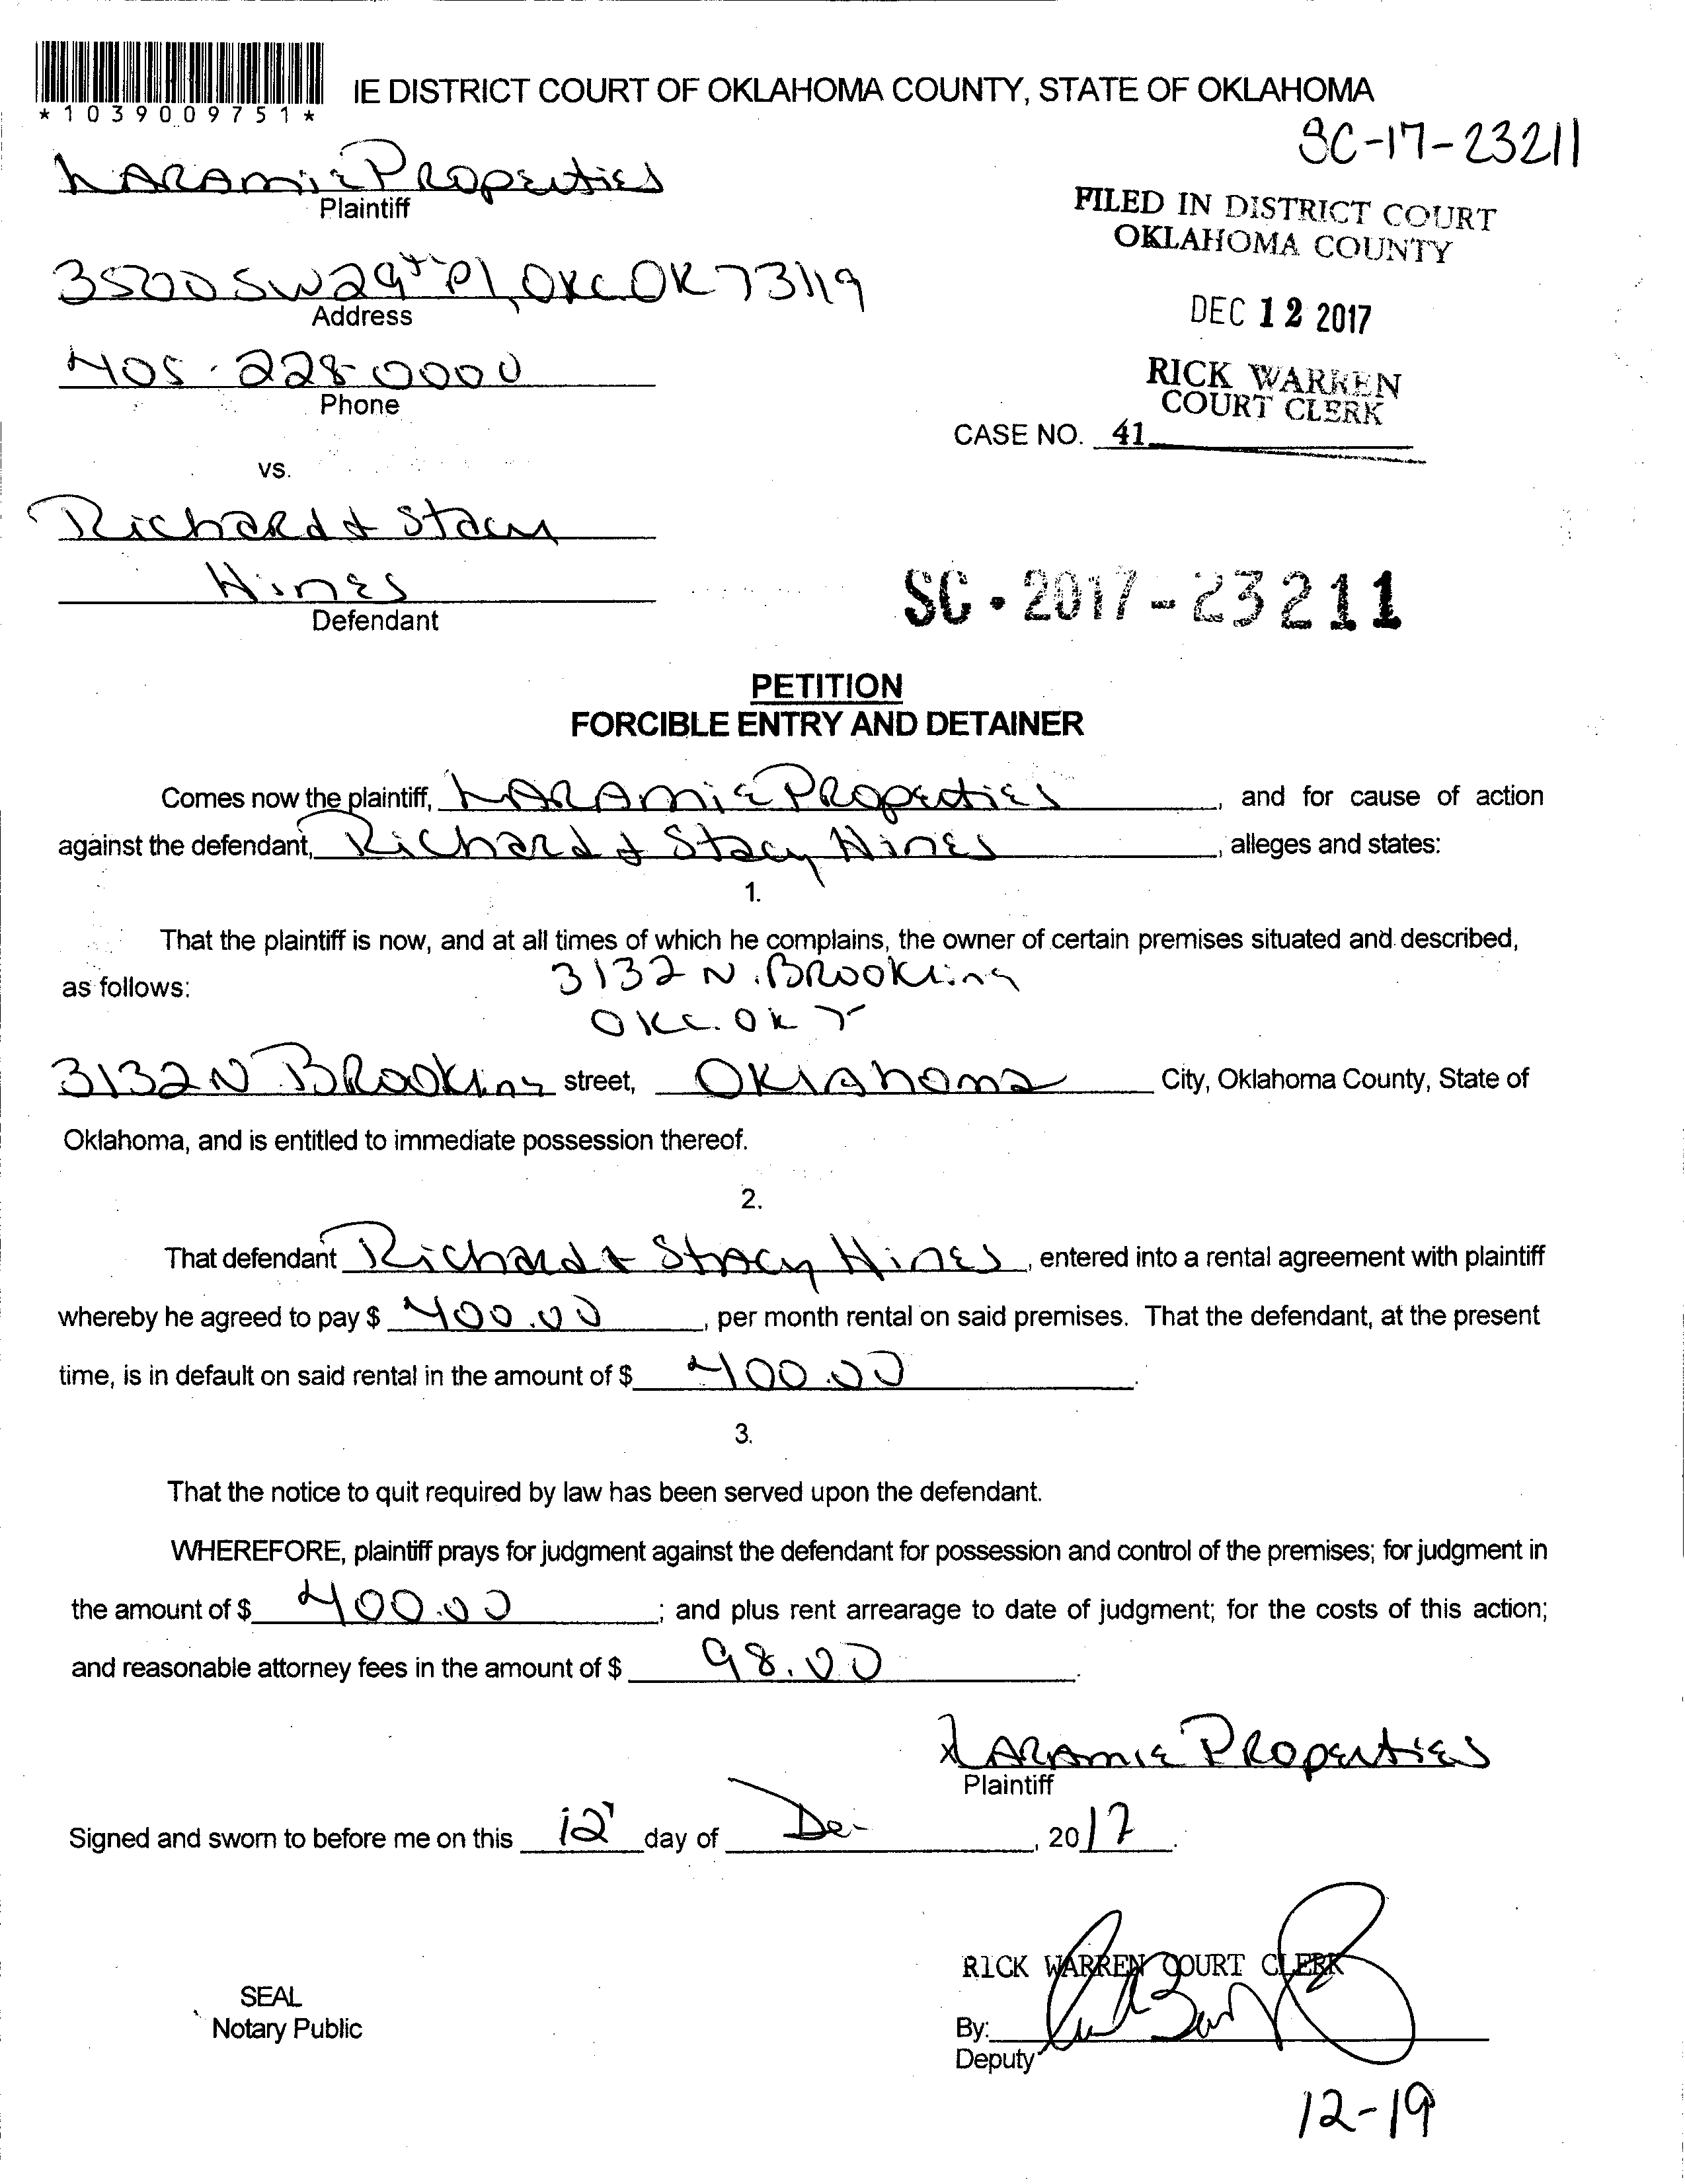 *1039009751*
IE DISTRICT COURT OF OKLAHOMA COUNTY, STATE OF OKLAHOMA
SC-17-23211
Laramie Properties
Plaintiff
FILED IN DISTRICT COURT
OKLAHOMA COUNTY
3500 SW 29th Pl, OKC OK 73119
Address
DEC 12 2017
405-228-0000
Phone
RICK WARREN
COURT CLERK
CASE NO. 41
vs.
Richard & Stacy
Hines
Defendant
SC-2017-23211
PETITION
FORCIBLE ENTRY AND DETAINER
Comes now the plaintiff, Laramie Properties, and for cause of action
against the defendant, Richard & Stacy Hines, alleges and states:
1.
That the plaintiff is now, and at all times of which he complains, the owner of certain premises situated and described,
as follows: 3132 N. Brookling
OKC. OK
3132 N Brookling street, Oklahoma City, Oklahoma County, State of
Oklahoma, and is entitled to immediate possession thereof.
2.
That defendant Richard & Stacy Hines, entered into a rental agreement with plaintiff
whereby he agreed to pay $ 400.00, per month rental on said premises. That the defendant, at the present
time, is in default on said rental in the amount of $ 400.00.
3.
That the notice to quit required by law has been served upon the defendant.
WHEREFORE, plaintiff prays for judgment against the defendant for possession and control of the premises; for judgment in
the amount of $ 400.00; and plus rent arrearage to date of judgment; for the costs of this action;
and reasonable attorney fees in the amount of $ 98.00.
x Laramie Properties
Plaintiff
Signed and sworn to before me on this 12 day of Dec, 2017.
RICK WARREN COURT CLERK
SEAL
Notary Public
By:
Deputy
12-19